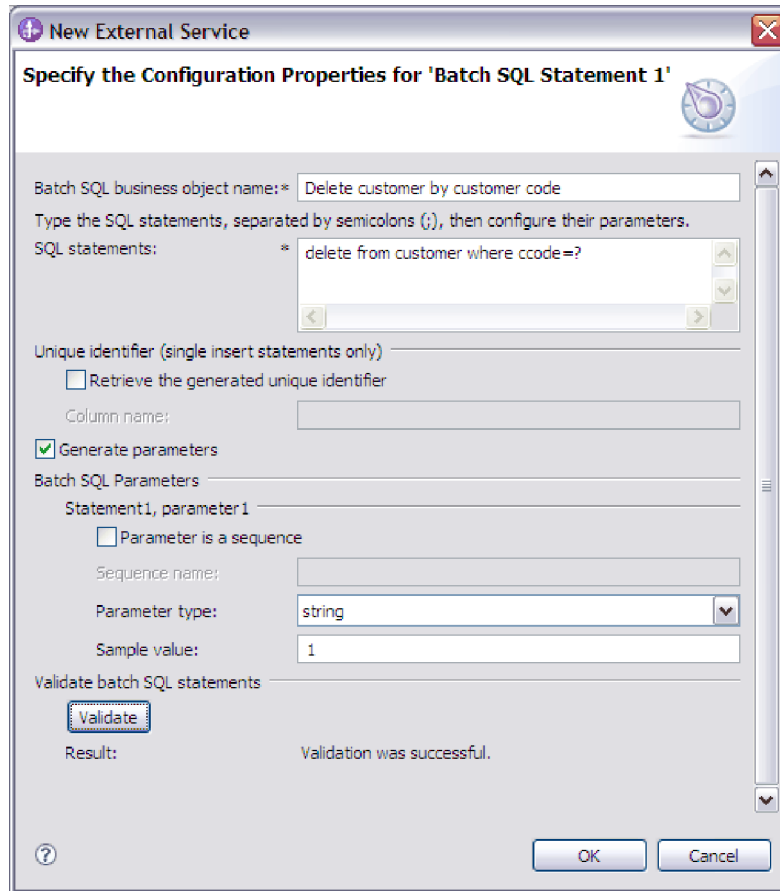 New External Service
Specify the Configuration Properties for 'Batch SQL Statement 1'
Batch SQL business object name:* Delete customer by customer code
Type the SQL statements, separated by semicolons (;), then configure their parameters.
SQL statements: * delete from customer where ccode=?
Unique identifier (single insert statements only)
Retrieve the generated unique identifier
Column name:
Generate parameters
Batch SQL Parameters
Statement1, parameter1
Parameter is a sequence
Sequence name:
Parameter type: string
Sample value: 1
Validate batch SQL statements
Validate
Result: Validation was successful.
? OK Cancel